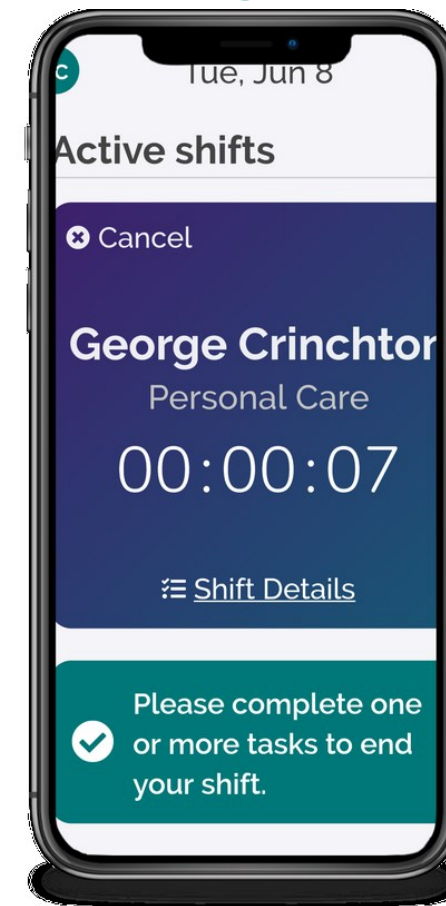 C
Tue, Jun 8
Active shifts
Cancel
George Crinchton
Personal Care
00:00:07
Shift Details
Please complete one
or more tasks to end
your shift.